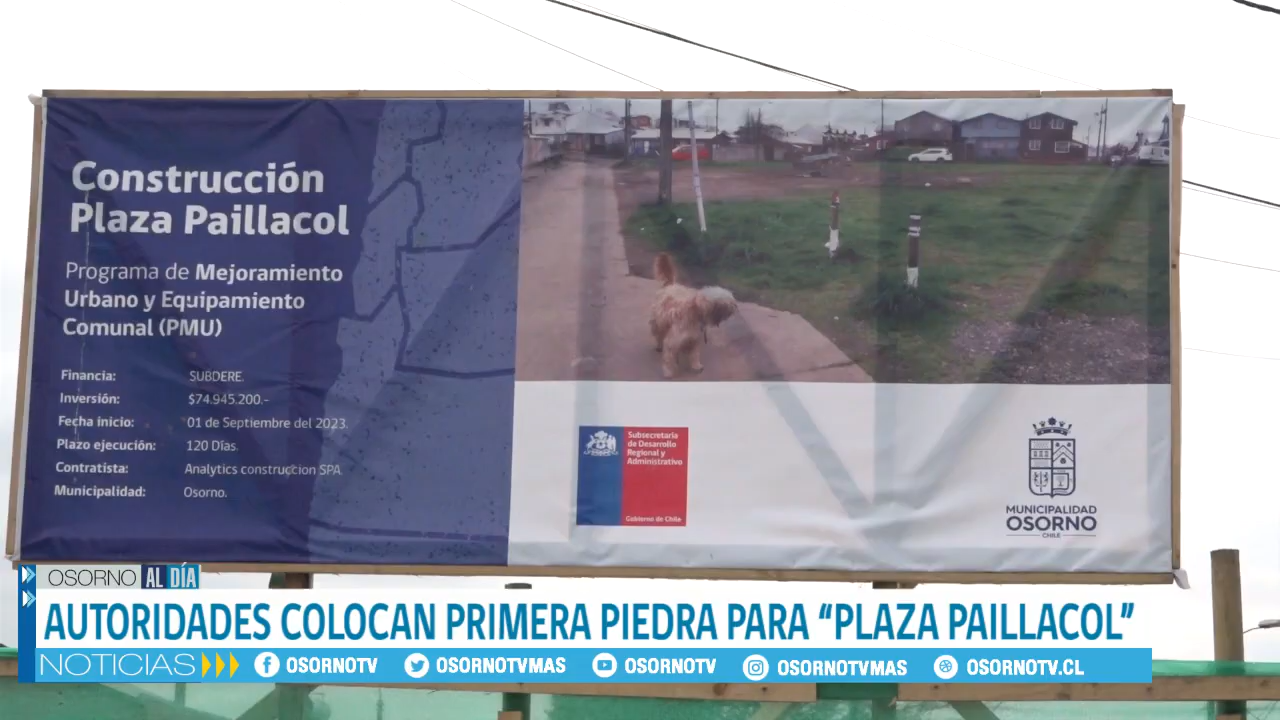 Construcción
Plaza Paillacol
Programa de Mejoramiento
Urbano y Equipamiento
Comunal (PMU)
Financia: SUBDERE.
Inversión: $74.945.200.-
Fecha inicio: 01 de Septiembre del 2023.
Plazo ejecución: 120 Días.
Contratista: Analytics construccion SPA.
Municipalidad: Osorno.
Subsecretaría
de Desarrollo
Regional y
Administrativo
Gobierno de Chile
MUNICIPALIDAD
OSORNO
CHILE
OSORNO AL DÍA
AUTORIDADES COLOCAN PRIMERA PIEDRA PARA “PLAZA PAILLACOL”
NOTICIAS OSORNOTV OSORNOTVMAS OSORNOTV OSORNOTVMAS OSORNOTV.CL